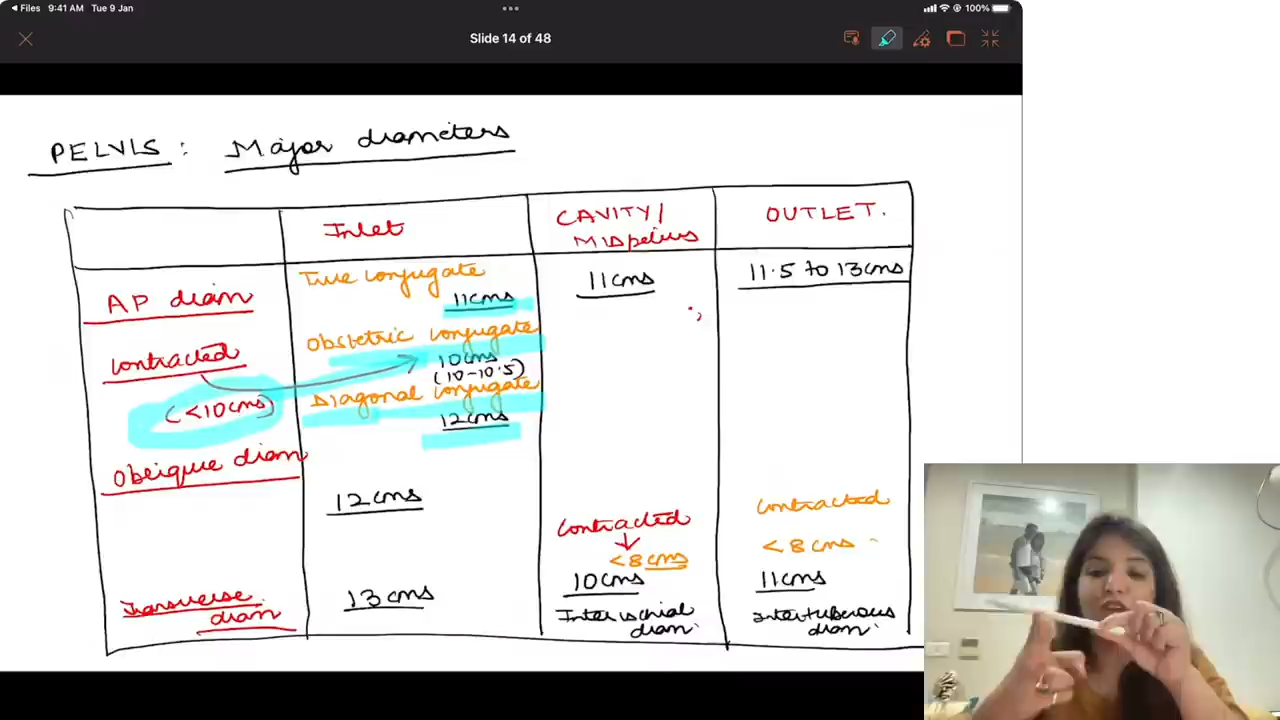 Files 9:41 AM Tue 9 Jan
100%
Slide 14 of 48
PELVIS : Major diameters
Inlet
CAVITY/
Midpelvis
OUTLET.
AP diam
True conjugate
11cms
11cms
11.5 to 13cms
Contracted
(<10cms)
Obstetric conjugate
10cms
(10-10.5)
Diagonal conjugate
12cms
Oblique diam
12cms
Contracted
<8cms
Contracted
<8cms
Transverse
diam
13cms
10cms
Interischial
diam.
11cms
Intertuberous
diam.